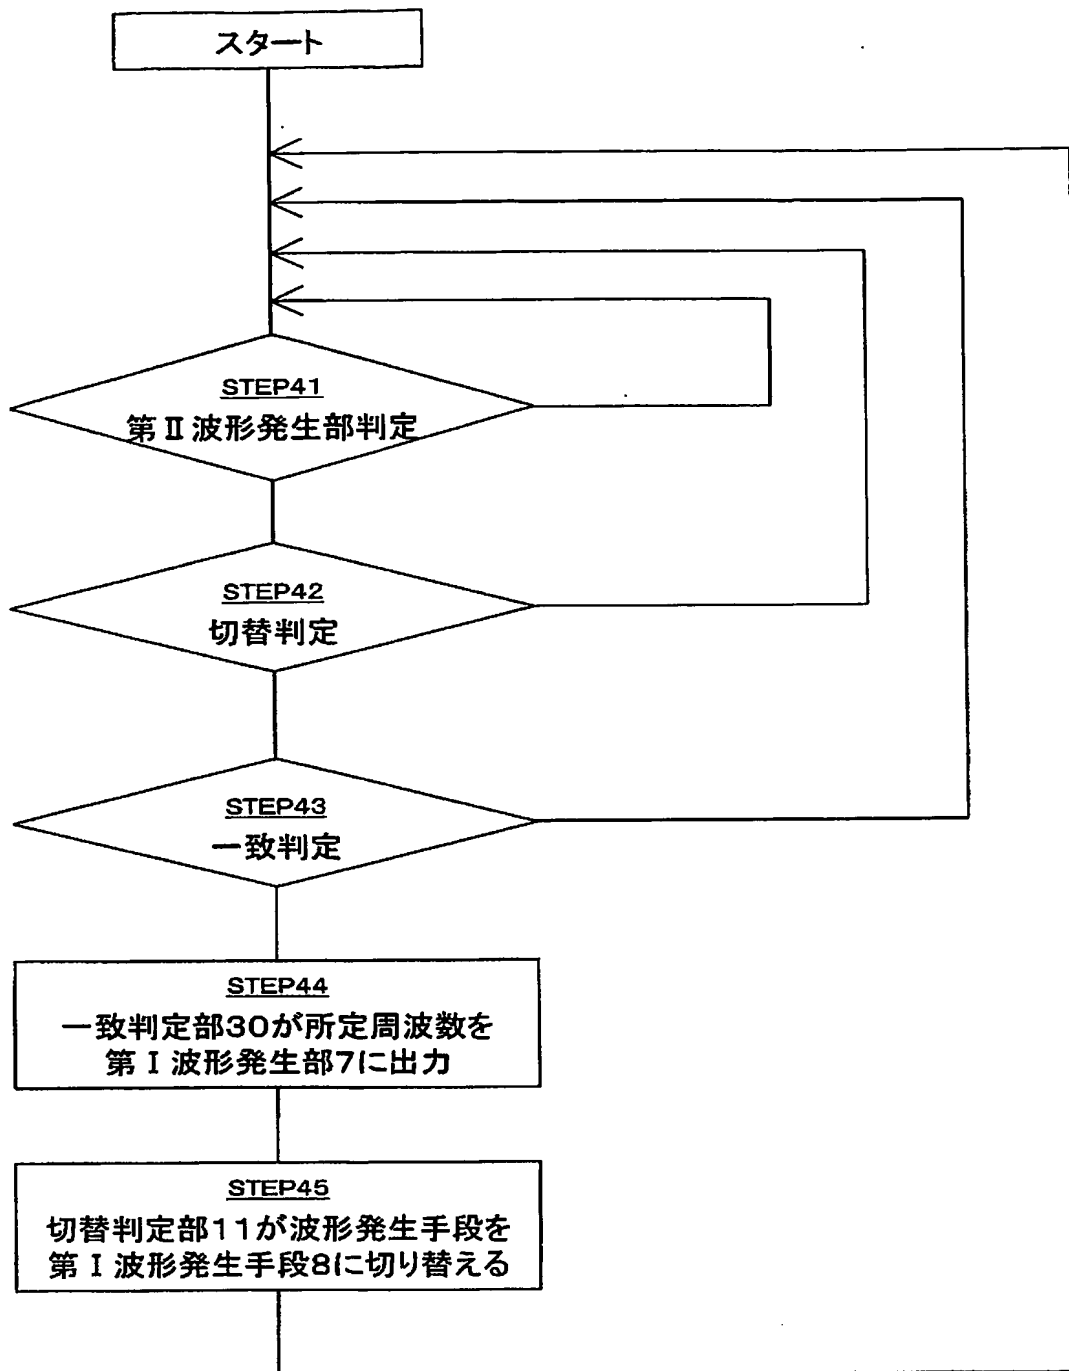 スタート
STEP41
第Ⅱ波形発生部判定
STEP42
切替判定
STEP43
一致判定
STEP44
一致判定部30が所定周波数を
第Ⅰ波形発生部7に出力
STEP45
切替判定部11が波形発生手段を
第Ⅰ波形発生手段8に切り替える